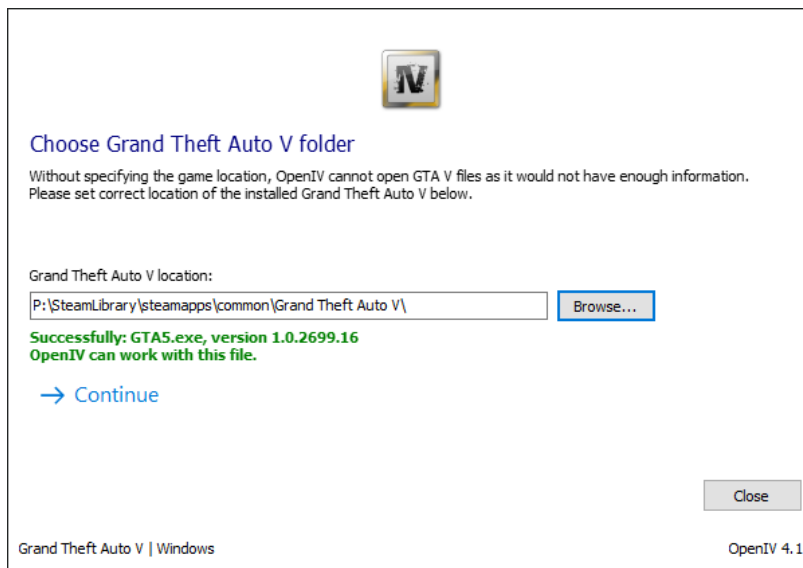 IV
Choose Grand Theft Auto V folder
Without specifying the game location, OpenIV cannot open GTA V files as it would not have enough information.
Please set correct location of the installed Grand Theft Auto V below.
Grand Theft Auto V location:
P:\SteamLibrary\steamapps\common\Grand Theft Auto V\
Browse...
Successfully: GTA5.exe, version 1.0.2699.16
OpenIV can work with this file.
→ Continue
Close
Grand Theft Auto V | Windows
OpenIV 4.1